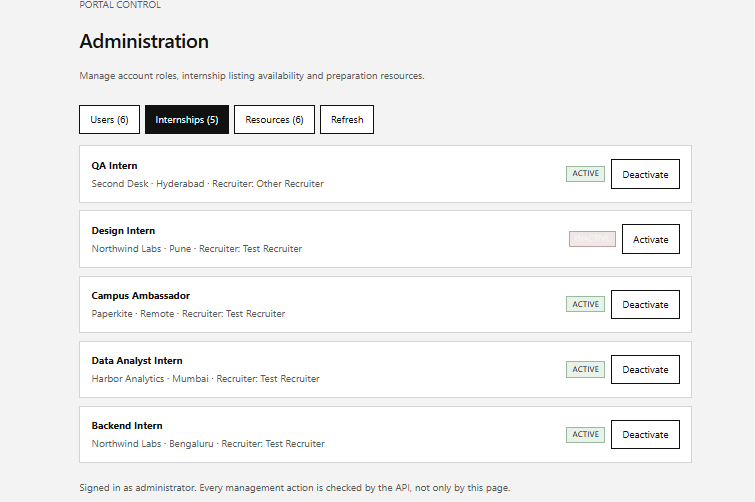 PORTAL CONTROL
Administration
Manage account roles, internship listing availability and preparation resources.
Users (6) Internships (5) Resources (6) Refresh
QA Intern
Second Desk · Hyderabad · Recruiter: Other Recruiter
ACTIVE Deactivate
Design Intern
Northwind Labs · Pune · Recruiter: Test Recruiter
Activate
Campus Ambassador
Paperkite · Remote · Recruiter: Test Recruiter
ACTIVE Deactivate
Data Analyst Intern
Harbor Analytics · Mumbai · Recruiter: Test Recruiter
ACTIVE Deactivate
Backend Intern
Northwind Labs · Bengaluru · Recruiter: Test Recruiter
ACTIVE Deactivate
Signed in as administrator. Every management action is checked by the API, not only by this page.